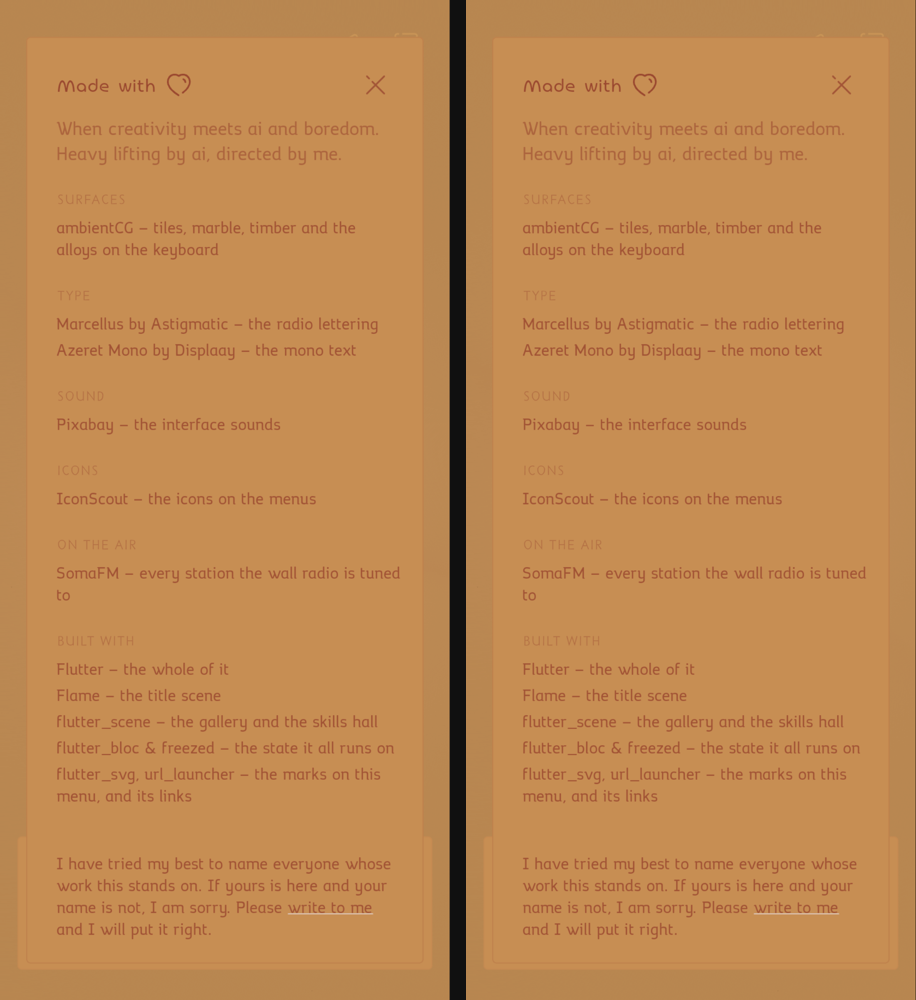 Made with
When creativity meets ai and boredom.
Heavy lifting by ai, directed by me.
SURFACES
ambientCG – tiles, marble, timber and the
alloys on the keyboard
TYPE
Marcellus by Astigmatic – the radio lettering
Azeret Mono by Displaay – the mono text
SOUND
Pixabay – the interface sounds
ICONS
IconScout – the icons on the menus
ON THE AIR
SomaFM – every station the wall radio is tuned
to
BUILT WITH
Flutter – the whole of it
Flame – the title scene
flutter_scene – the gallery and the skills hall
flutter_bloc & freezed – the state it all runs on
flutter_svg, url_launcher – the marks on this
menu, and its links
I have tried my best to name everyone whose
work this stands on. If yours is here and your
name is not, I am sorry. Please write to me
and I will put it right.
Made with
When creativity meets ai and boredom.
Heavy lifting by ai, directed by me.
SURFACES
ambientCG – tiles, marble, timber and the
alloys on the keyboard
TYPE
Marcellus by Astigmatic – the radio lettering
Azeret Mono by Displaay – the mono text
SOUND
Pixabay – the interface sounds
ICONS
IconScout – the icons on the menus
ON THE AIR
SomaFM – every station the wall radio is tuned
to
BUILT WITH
Flutter – the whole of it
Flame – the title scene
flutter_scene – the gallery and the skills hall
flutter_bloc & freezed – the state it all runs on
flutter_svg, url_launcher – the marks on this
menu, and its links
I have tried my best to name everyone whose
work this stands on. If yours is here and your
name is not, I am sorry. Please write to me
and I will put it right.